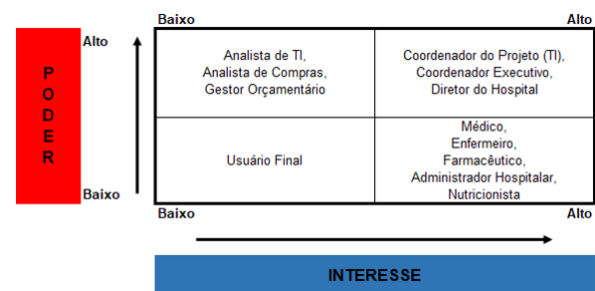 Baixo
Alto
Alto
PODER
Baixo
Analista de TI,
Analista de Compras,
Gestor Orçamentário
Coordenador do Projeto (TI),
Coordenador Executivo,
Diretor do Hospital
Usuário Final
Médico,
Enfermeiro,
Farmacêutico,
Administrador Hospitalar,
Nutricionista
Baixo
Alto
INTERESSE